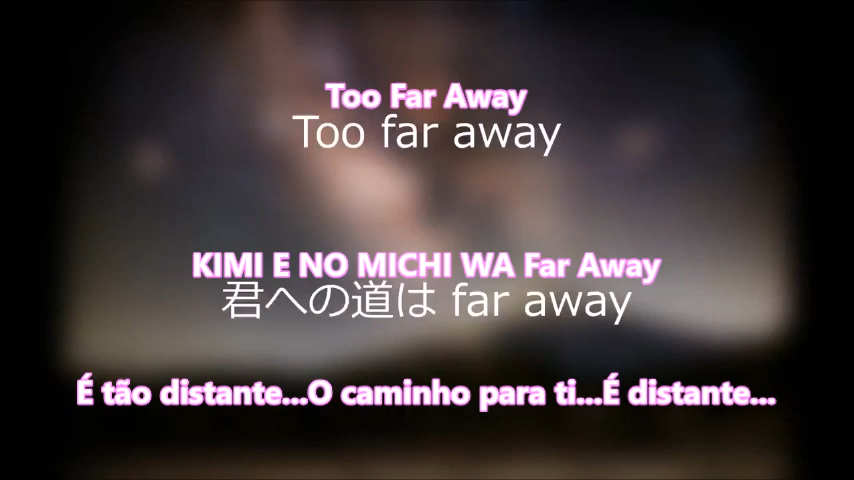 Too Far Away
Too far away
KIMI E NO MICHI WA Far Away
君への道は far away
É tão distante...O caminho para ti...É distante...